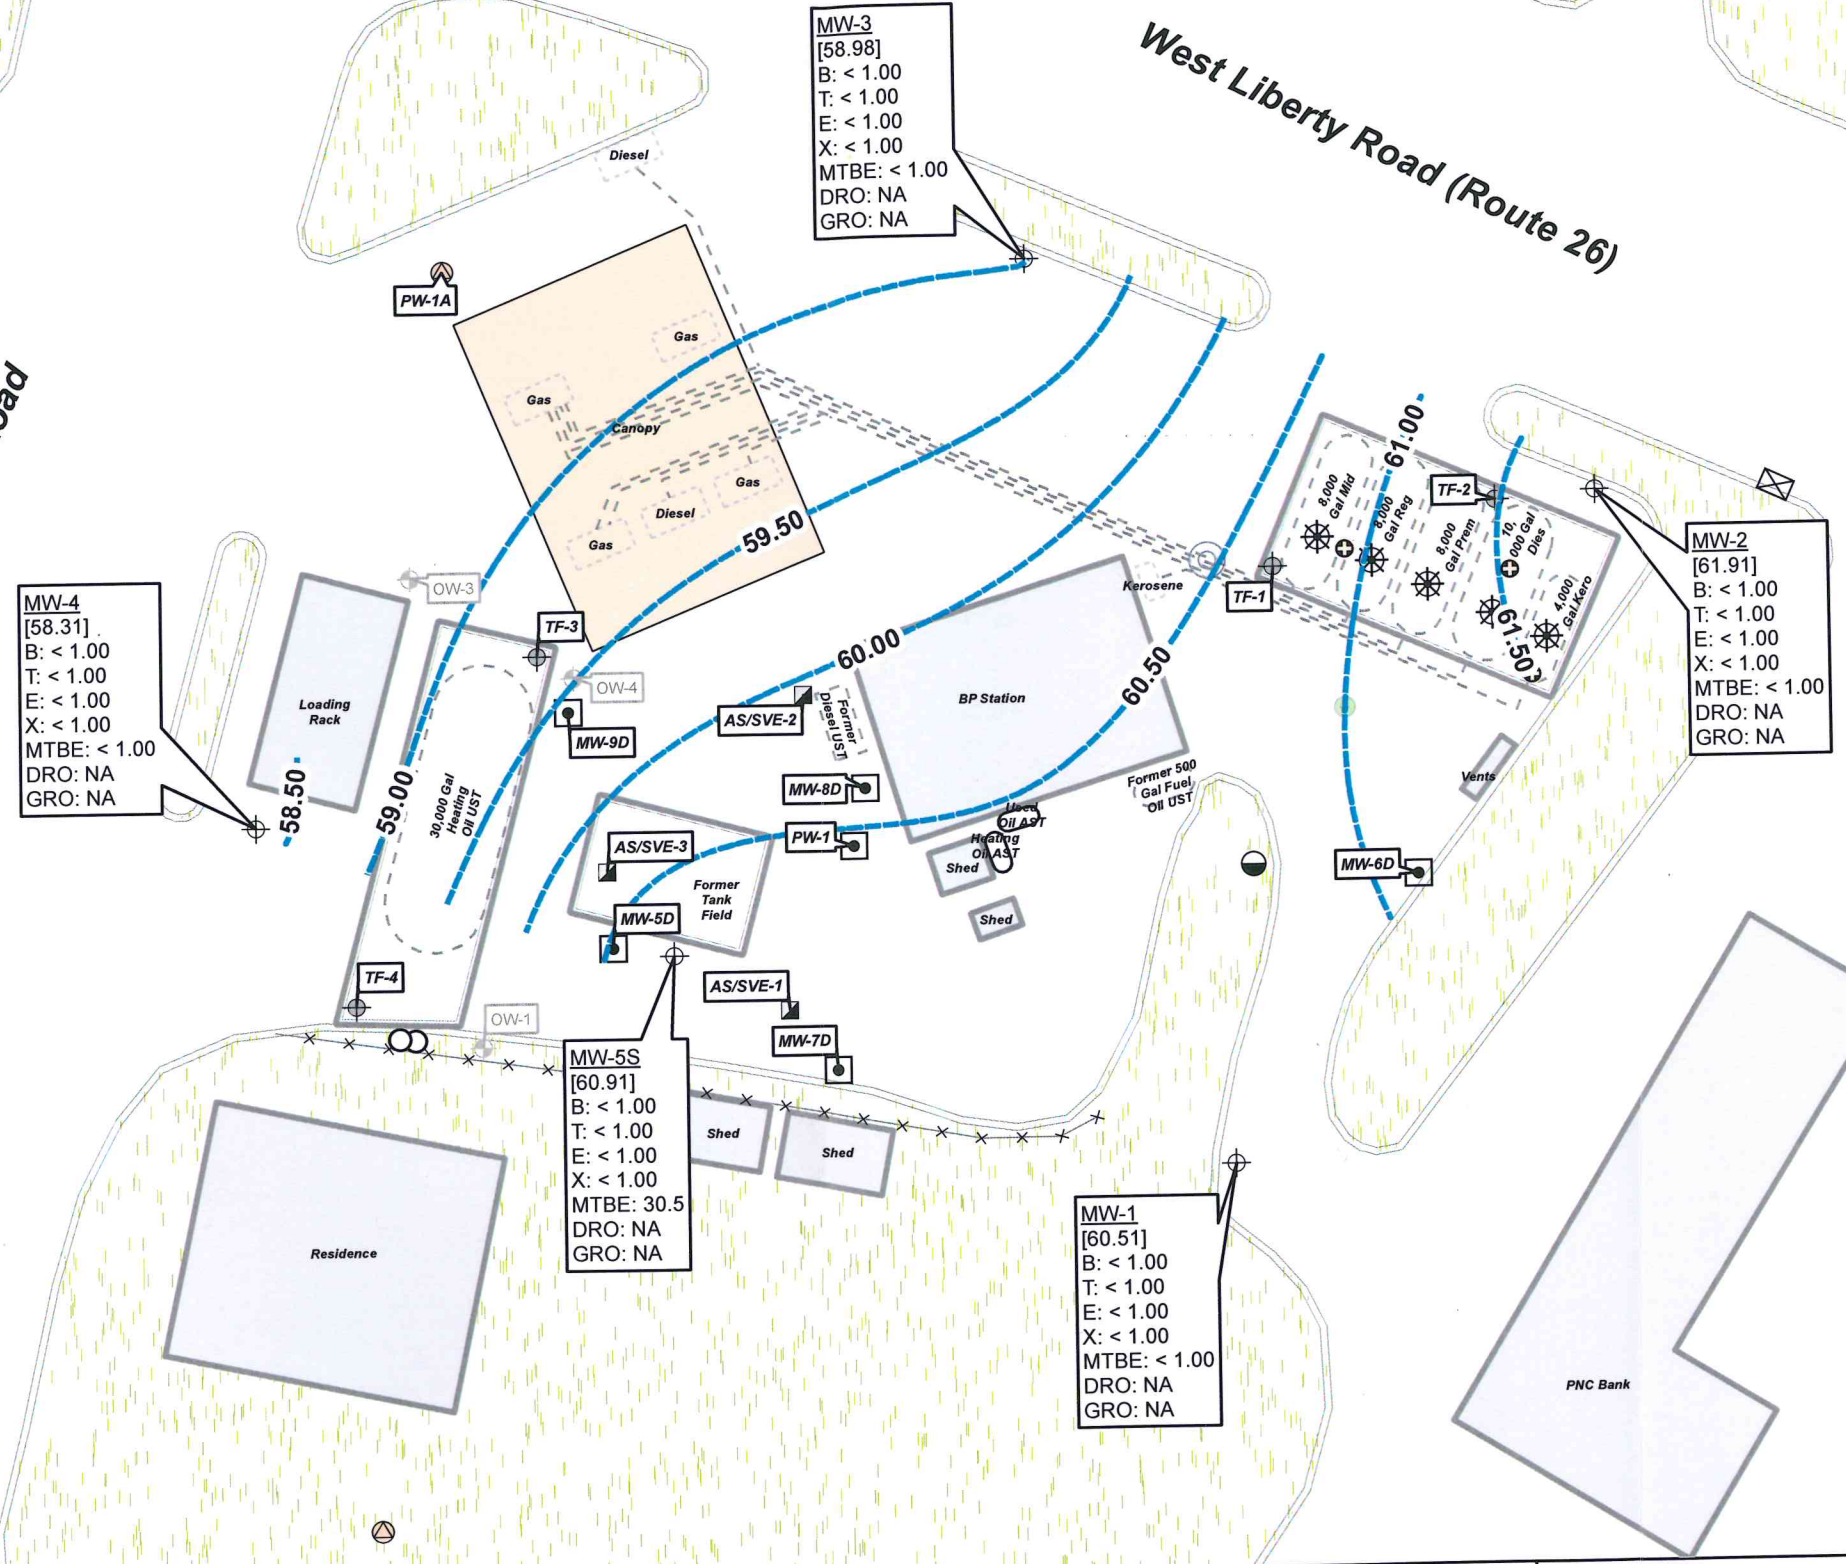 MW-3
[58.98]
B: < 1.00
T: < 1.00
E: < 1.00
X: < 1.00
MTBE: < 1.00
DRO: NA
GRO: NA
West Liberty Road (Route 26)
Diesel
PW-1A
Gas
Gas
Canopy
Gas
Diesel
Gas
59.50
61.00
8,000
Gal Mid
8,000
Gal Reg
8,000
Gal Prem
10,
000 Gal
Dies
4,000
Gal Kero
TF-2
TF-1
61.50
MW-2
[61.91]
B: < 1.00
T: < 1.00
E: < 1.00
X: < 1.00
MTBE: < 1.00
DRO: NA
GRO: NA
Kerosene
MW-4
[58.31]
B: < 1.00
T: < 1.00
E: < 1.00
X: < 1.00
MTBE: < 1.00
DRO: NA
GRO: NA
OW-3
TF-3
OW-4
Loading
Rack
58.50
59.00
30,000 Gal
Heating
Oil UST
MW-9D
60.00
60.50
BP Station
AS/SVE-2
Former
Diesel UST
MW-8D
PW-1
Former 500
Gal Fuel
Oil UST
Used
Oil AST
Heating
Oil AST
Shed
Shed
Vents
MW-6D
AS/SVE-3
Former
Tank
Field
MW-5D
TF-4
OW-1
AS/SVE-1
MW-7D
MW-5S
[60.91]
B: < 1.00
T: < 1.00
E: < 1.00
X: < 1.00
MTBE: 30.5
DRO: NA
GRO: NA
Shed
Shed
Residence
MW-1
[60.51]
B: < 1.00
T: < 1.00
E: < 1.00
X: < 1.00
MTBE: < 1.00
DRO: NA
GRO: NA
PNC Bank